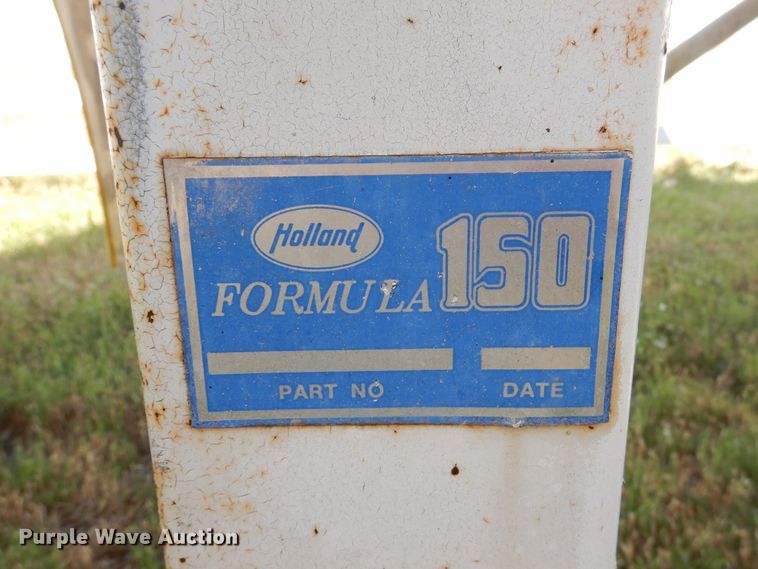 Holland
FORMULA 150
PART NO DATE
Purple Wave Auction